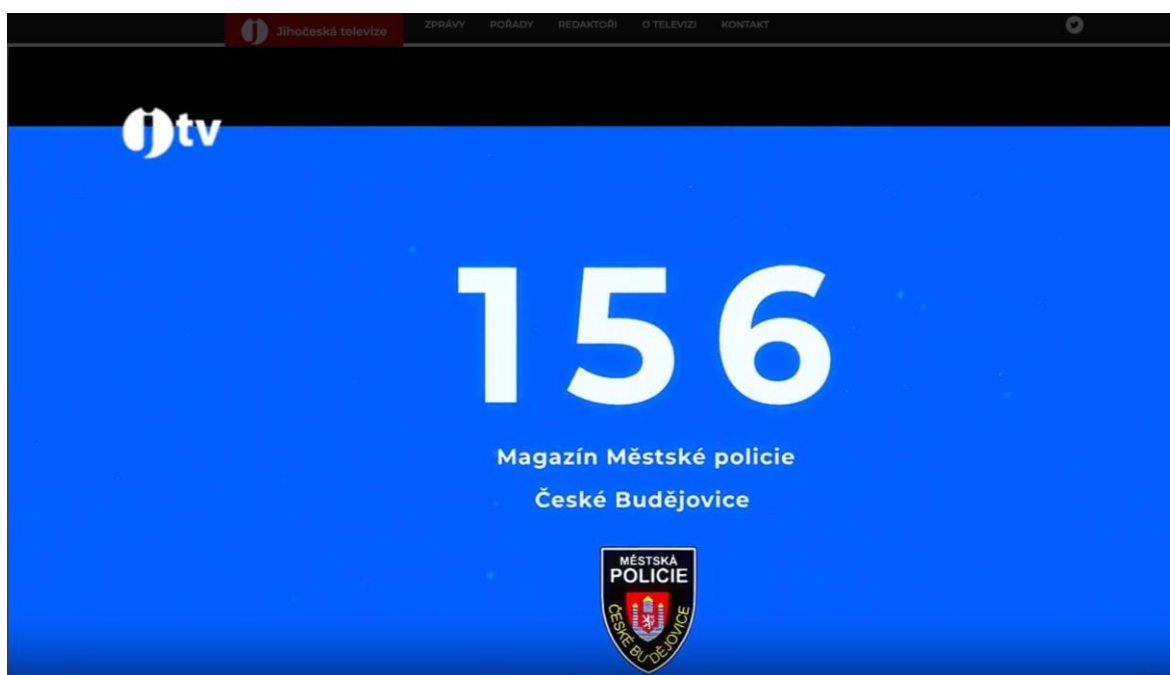 Jihočeská televize ZPRÁVY POŘADY REDAKTOŘI O TELEVIZI KONTAKT
jtv
156
Magazín Městské policie
České Budějovice
MĚSTSKÁ
POLICIE
ČESKÉ BUDĚJOVICE